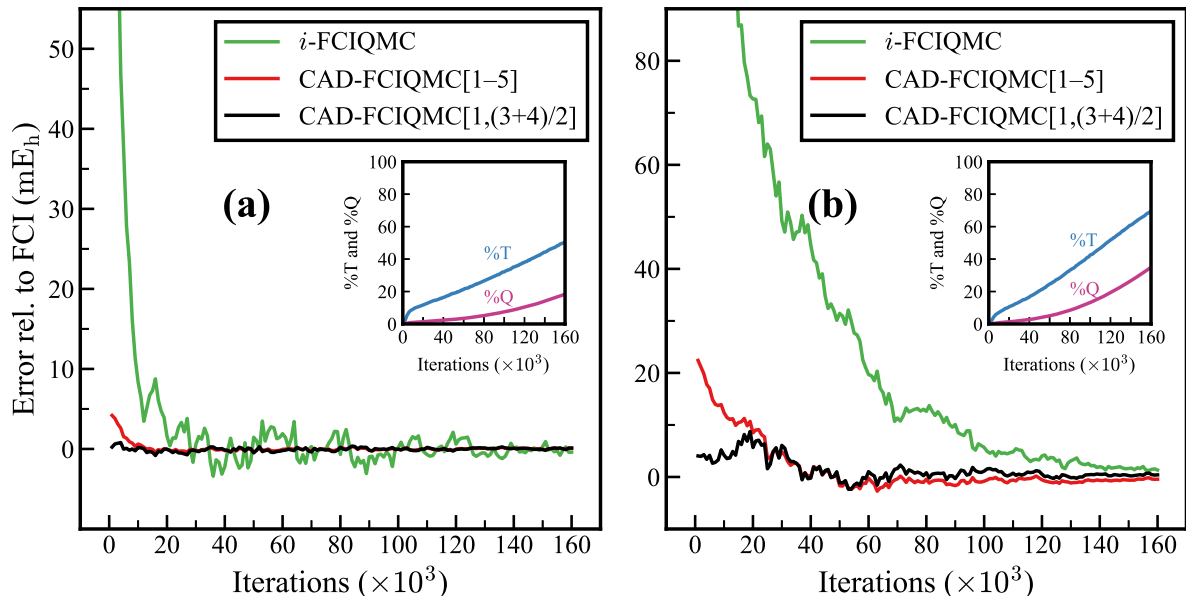 Error rel. to FCI (mE_h)
50
40
30
20
10
0
i-FCIQMC
CAD-FCIQMC[1–5]
CAD-FCIQMC[1,(3+4)/2]
(a)
%T and %Q
100
80
60
40
20
0
%T
%Q
0 40 80 120 160
Iterations (×10³)
0 20 40 60 80 100 120 140 160
Iterations (×10³)
80
60
40
20
0
i-FCIQMC
CAD-FCIQMC[1–5]
CAD-FCIQMC[1,(3+4)/2]
(b)
%T and %Q
100
80
60
40
20
0
%T
%Q
0 40 80 120 160
Iterations (×10³)
0 20 40 60 80 100 120 140 160
Iterations (×10³)